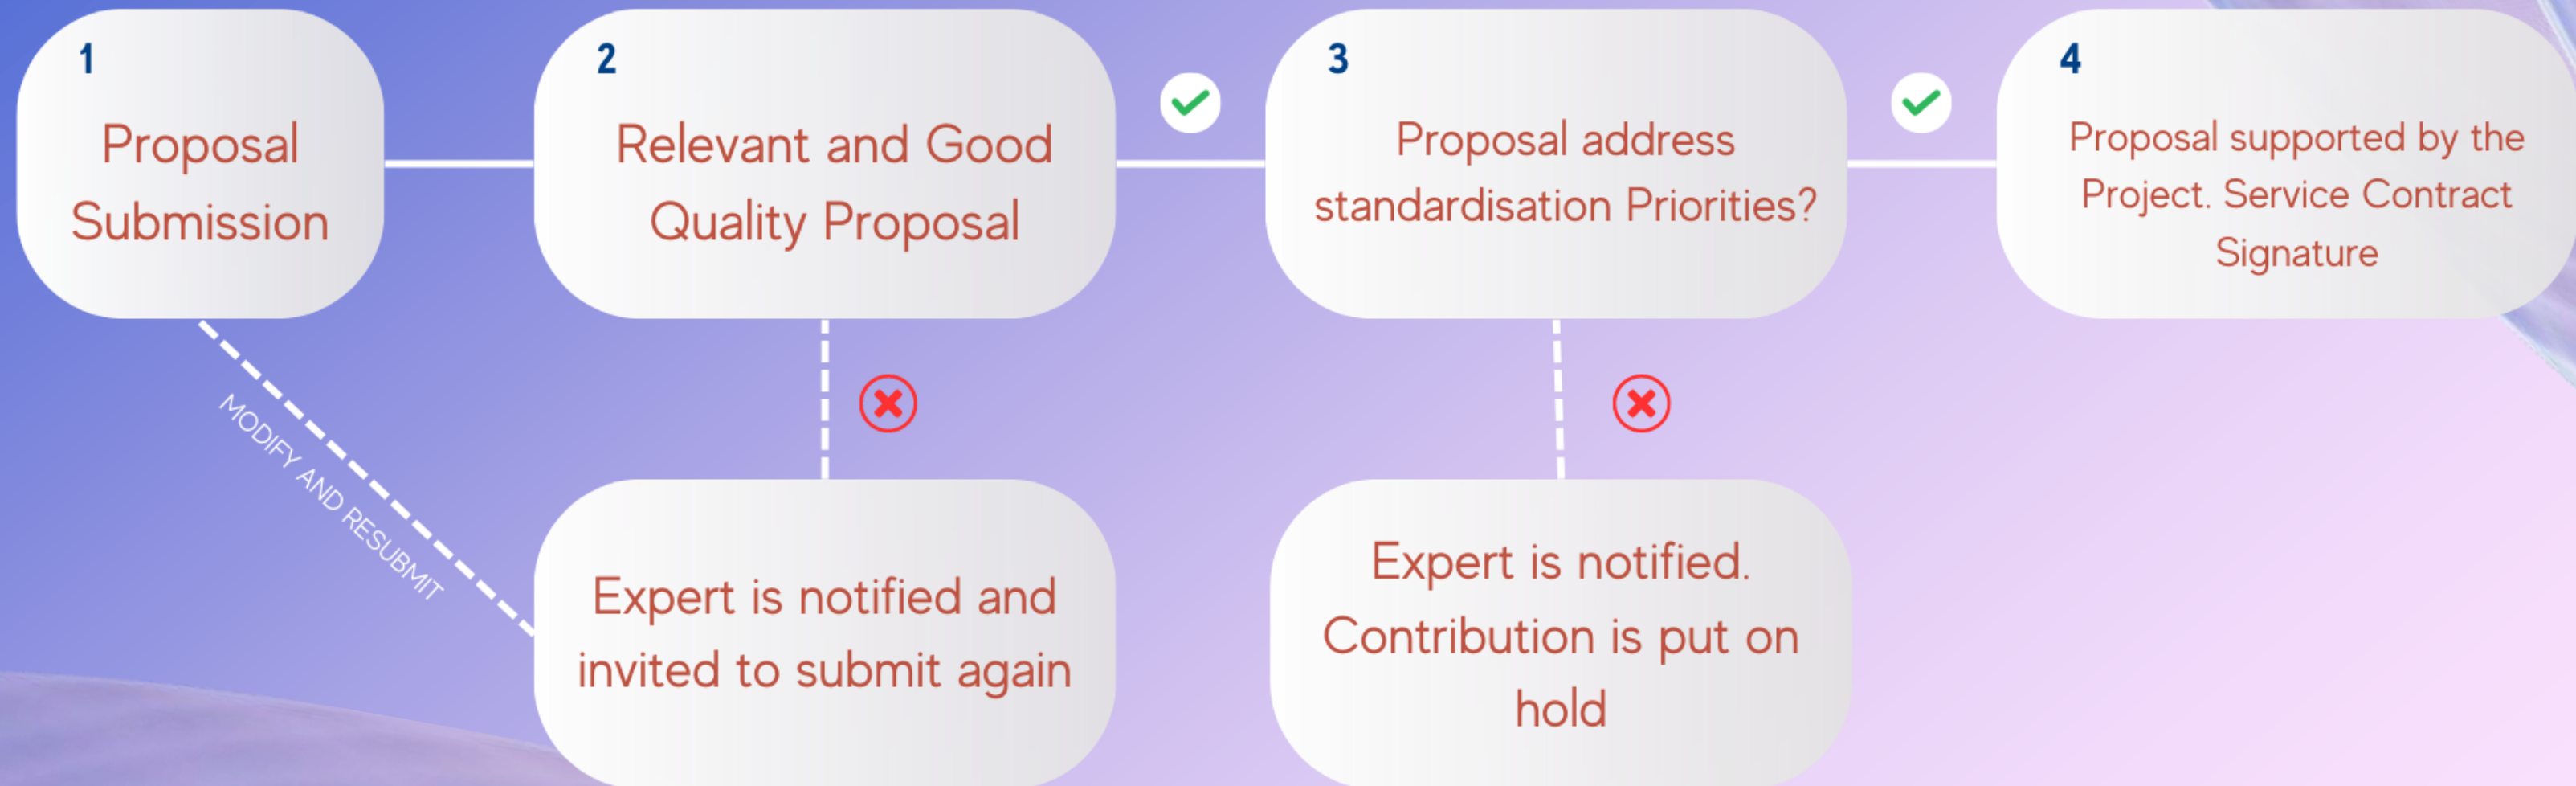 1
Proposal
Submission
2
Relevant and Good
Quality Proposal
3
Proposal address
standardisation Priorities?
4
Proposal supported by the
Project. Service Contract
Signature
MODIFY AND RESUBMIT
Expert is notified and
invited to submit again
Expert is notified.
Contribution is put on
hold